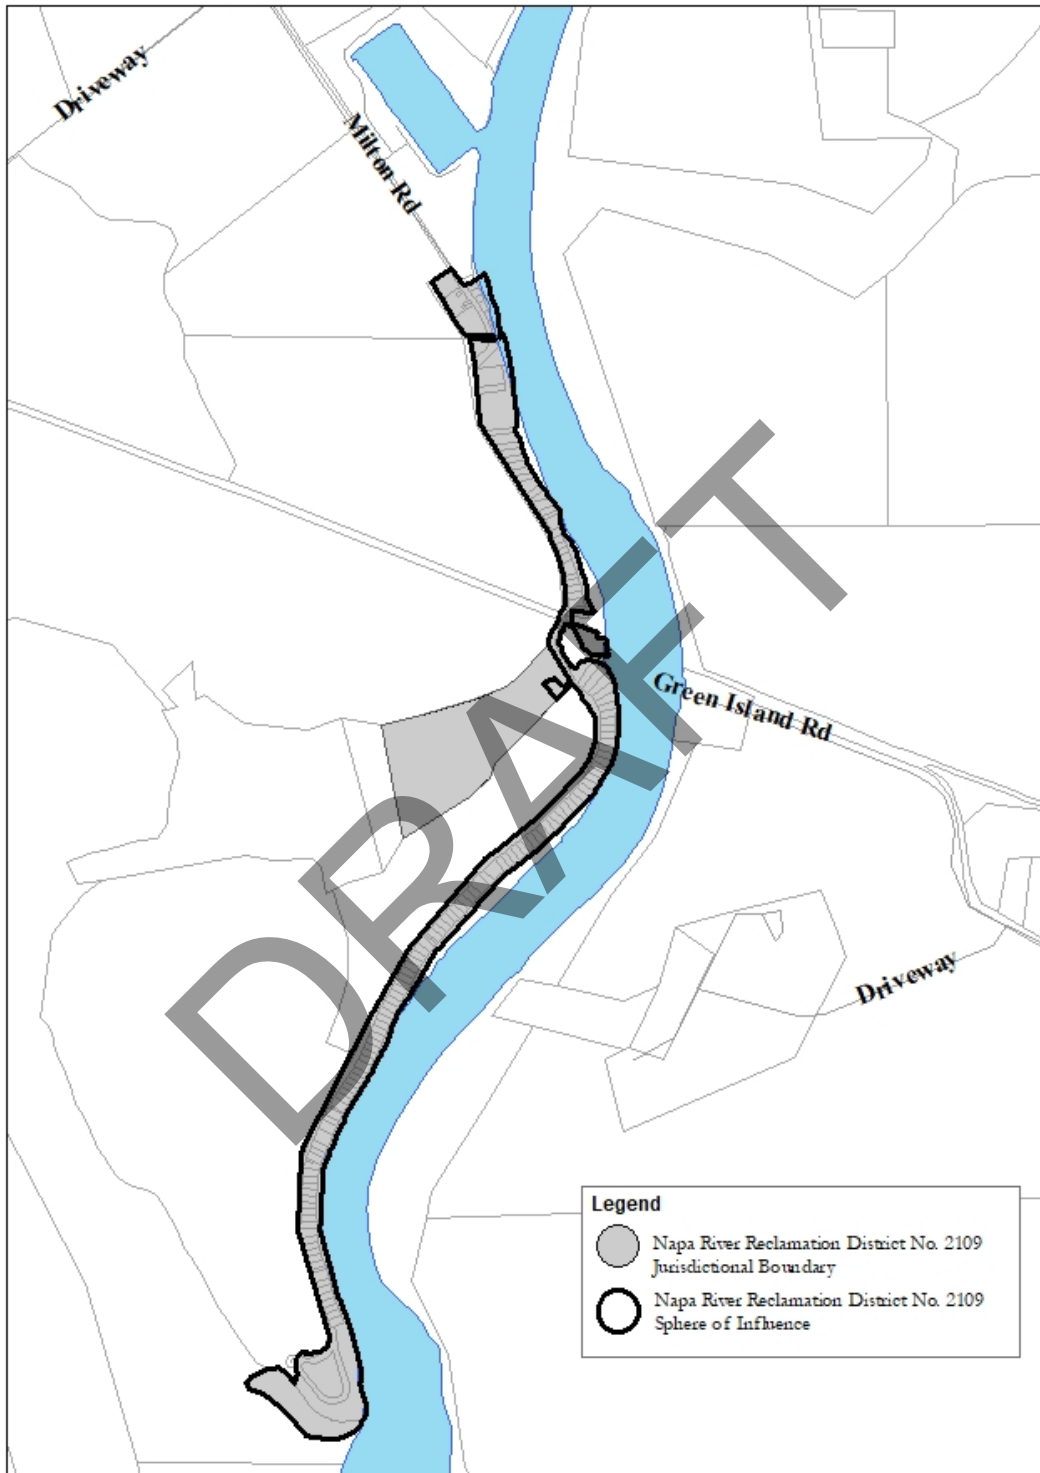 Driveway
Milton Rd
Green Island Rd
DRAFT
Driveway
Legend
Napa River Reclamation District No. 2109
Jurisdictional Boundary
Napa River Reclamation District No. 2109
Sphere of Influence